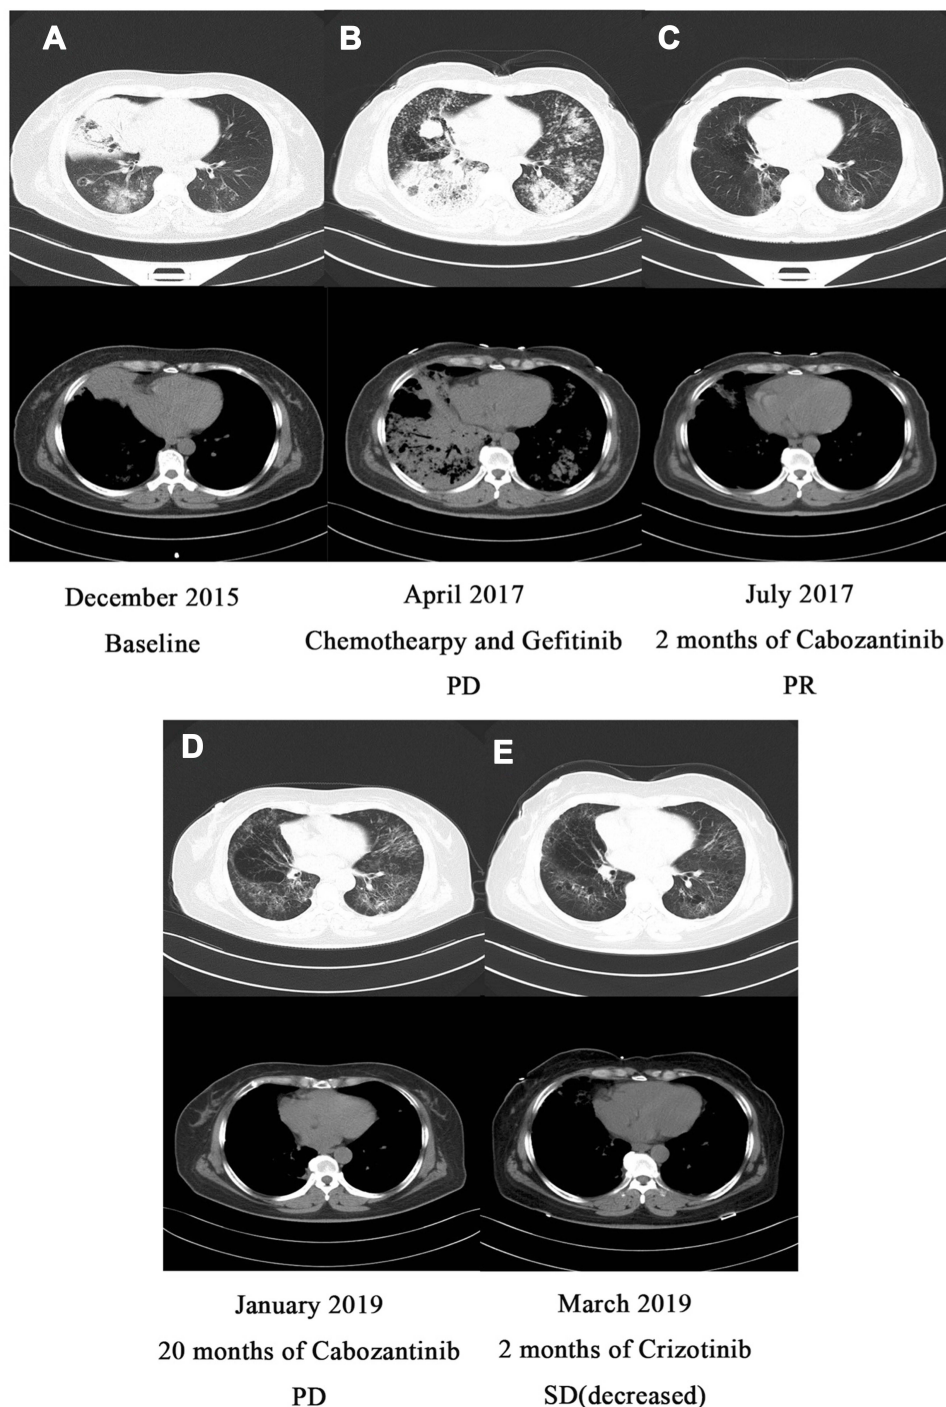 A B C
December 2015
Baseline
April 2017
Chemothearpy and Gefitinib
PD
July 2017
2 months of Cabozantinib
PR
D E
January 2019
20 months of Cabozantinib
PD
March 2019
2 months of Crizotinib
SD(decreased)